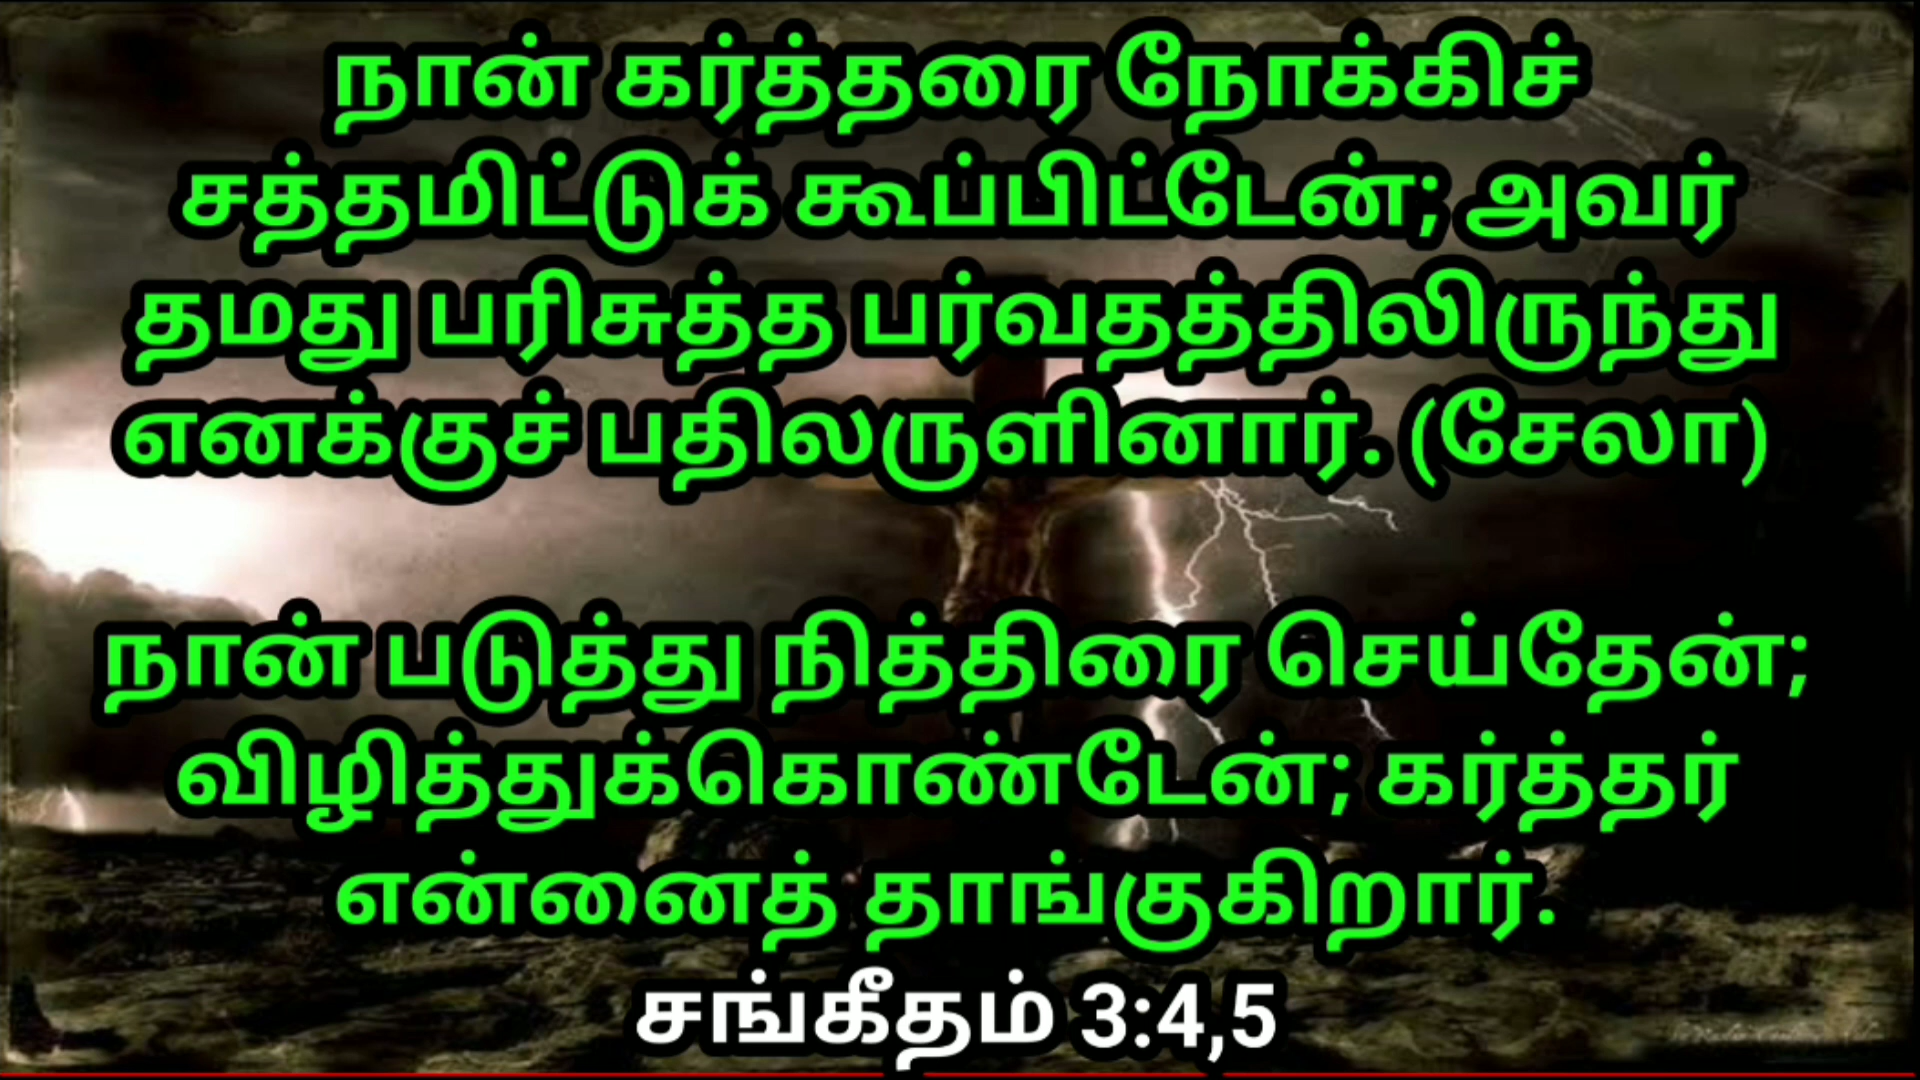 நான் கர்த்தரை நோக்கிச்
சத்தமிட்டுக் கூப்பிட்டேன்; அவர்
தமது பரிசுத்த பர்வதத்திலிருந்து
எனக்குச் பதிலருளினார். (சேலா)
நான் படுத்து நித்திரை செய்தேன்;
விழித்துக்கொண்டேன்; கர்த்தர்
என்னைத் தாங்குகிறார்.
சங்கீதம் 3:4,5